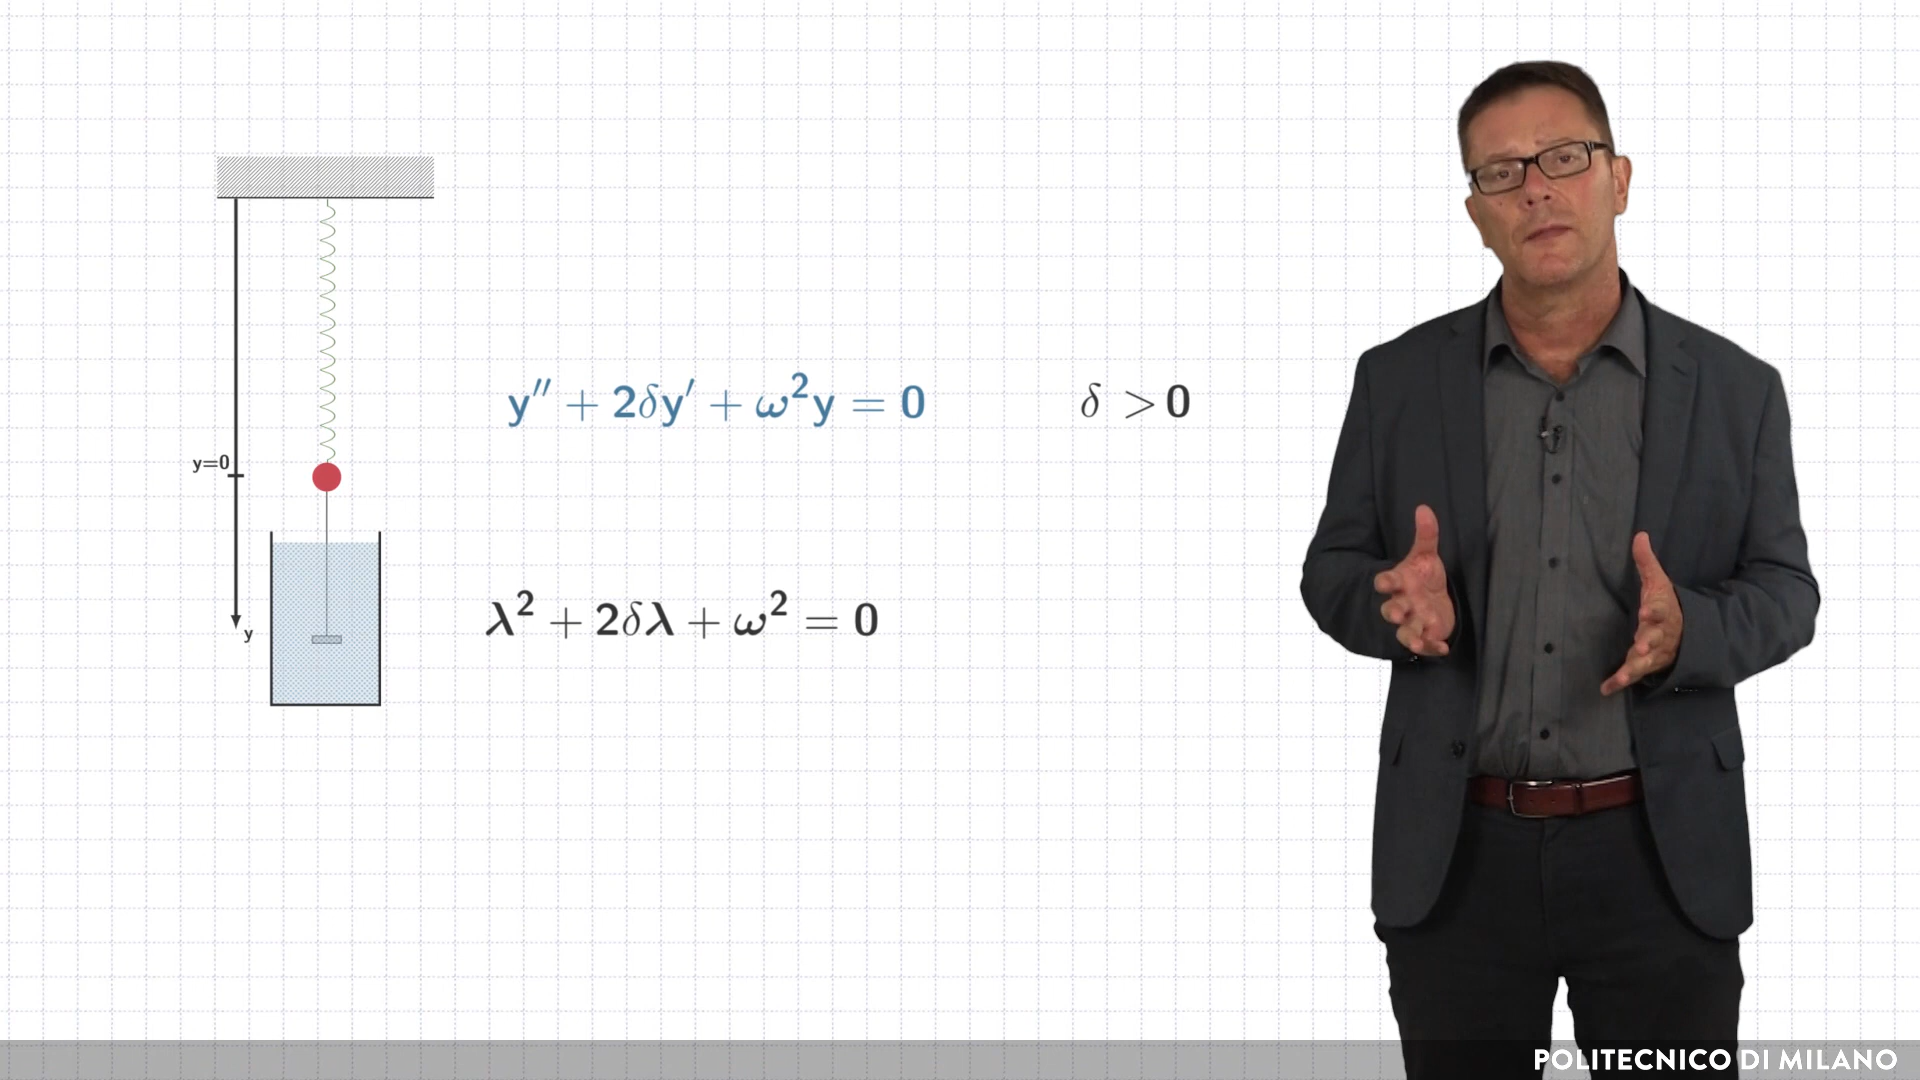 y″ + 2δy′ + ω²y = 0 δ > 0
y=0
λ² + 2δλ + ω² = 0
y
POLITECNICO DI MILANO